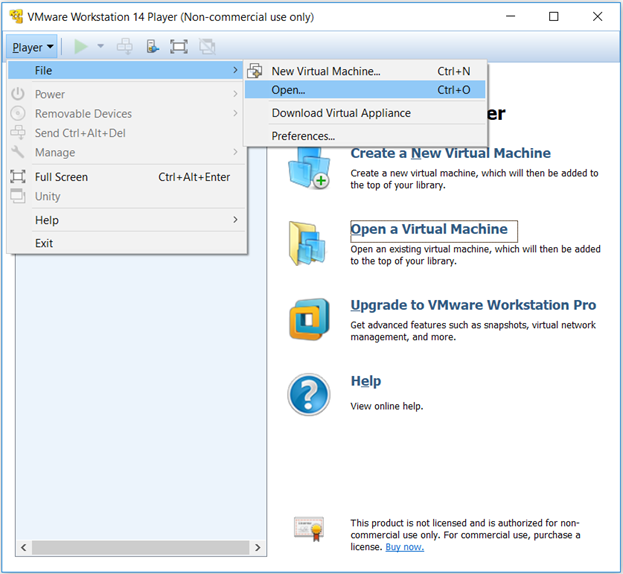 VMware Workstation 14 Player (Non-commercial use only)
Player
File
New Virtual Machine... Ctrl+N
Open... Ctrl+O
Download Virtual Appliance
Preferences...
Power
Removable Devices
Send Ctrl+Alt+Del
Manage
Full Screen Ctrl+Alt+Enter
Unity
Help
Exit
er
Create a New Virtual Machine
Create a new virtual machine, which will then be added
to the top of your library.
Open a Virtual Machine
Open an existing virtual machine, which will then be added
to the top of your library.
Upgrade to VMware Workstation Pro
Get advanced features such as snapshots, virtual network
management, and more.
Help
View online help.
This product is not licensed and is authorized for non-
commercial use only. For commercial use, purchase a
license. Buy now.